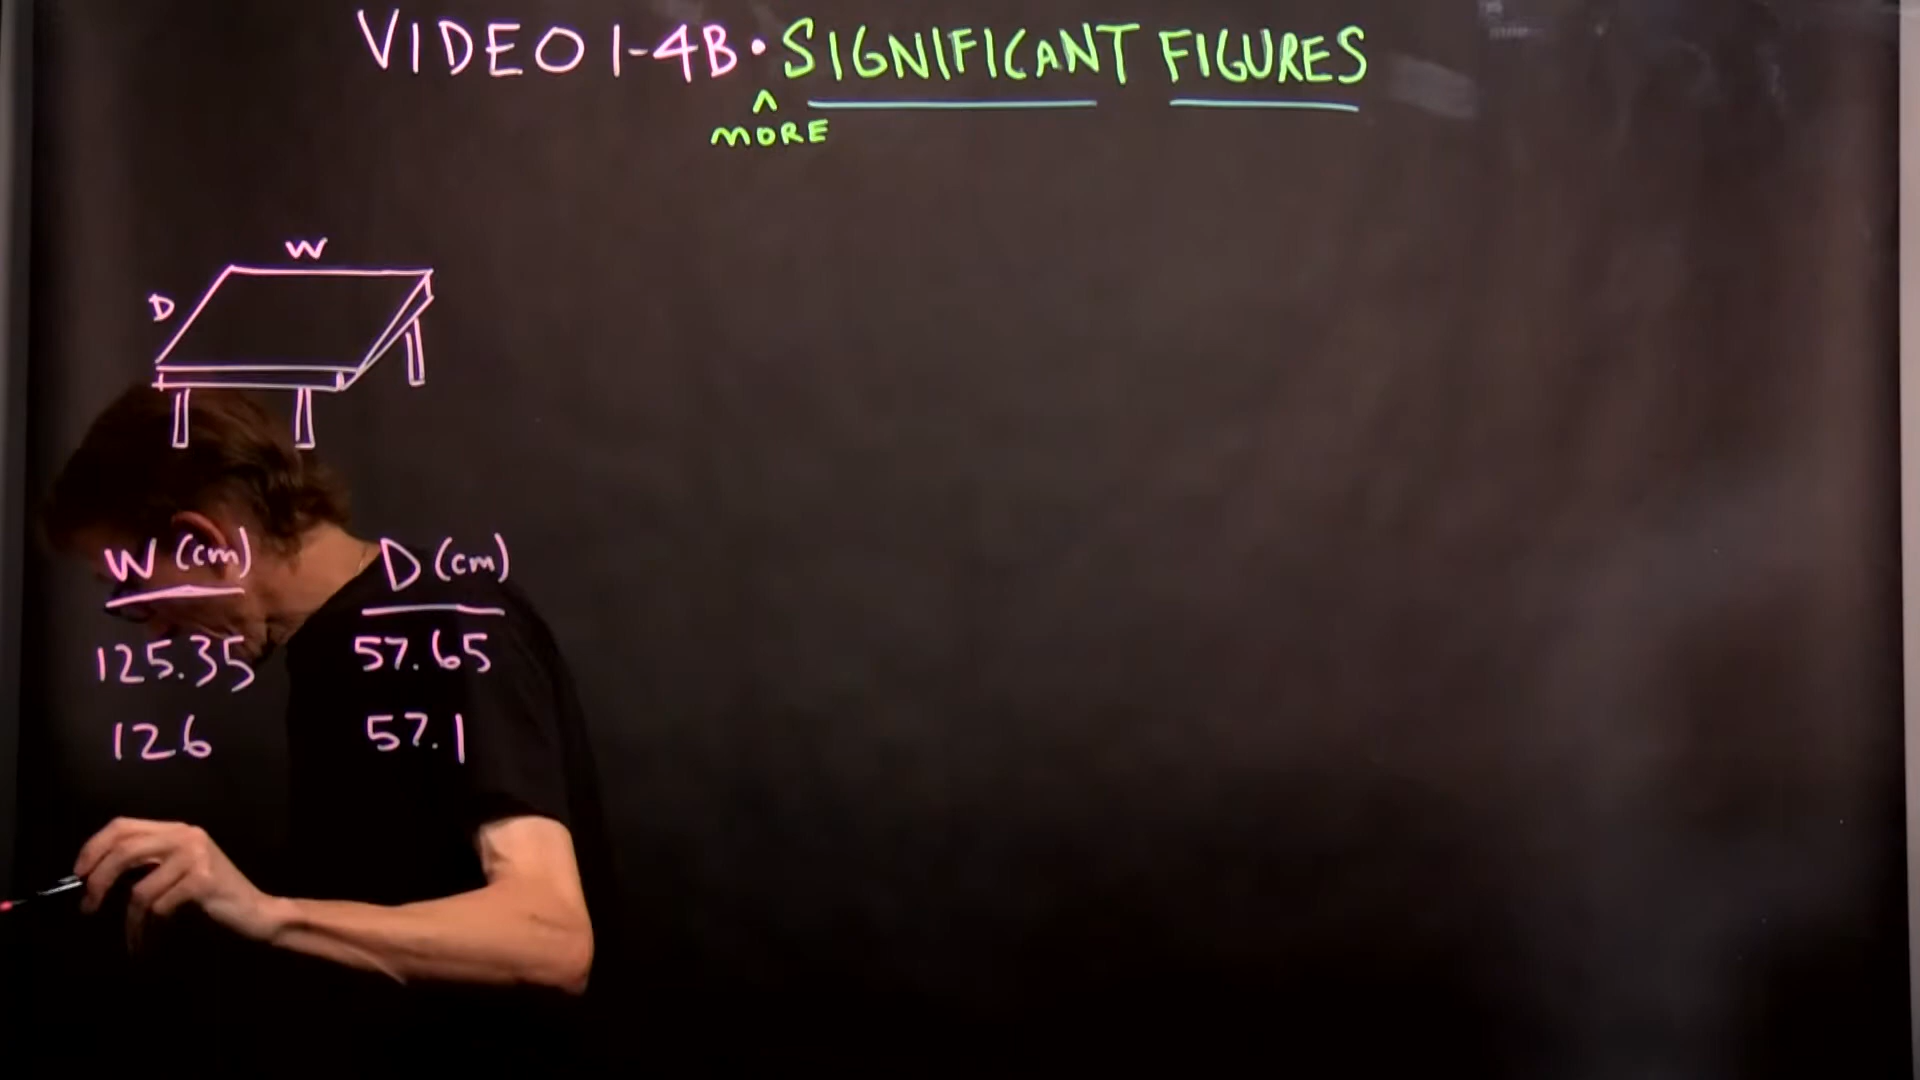 VIDEO 1-4B • SIGNIFICANT FIGURES
^
MORE
W
D
W (cm) D (cm)
125.35 57.65
126 57.1